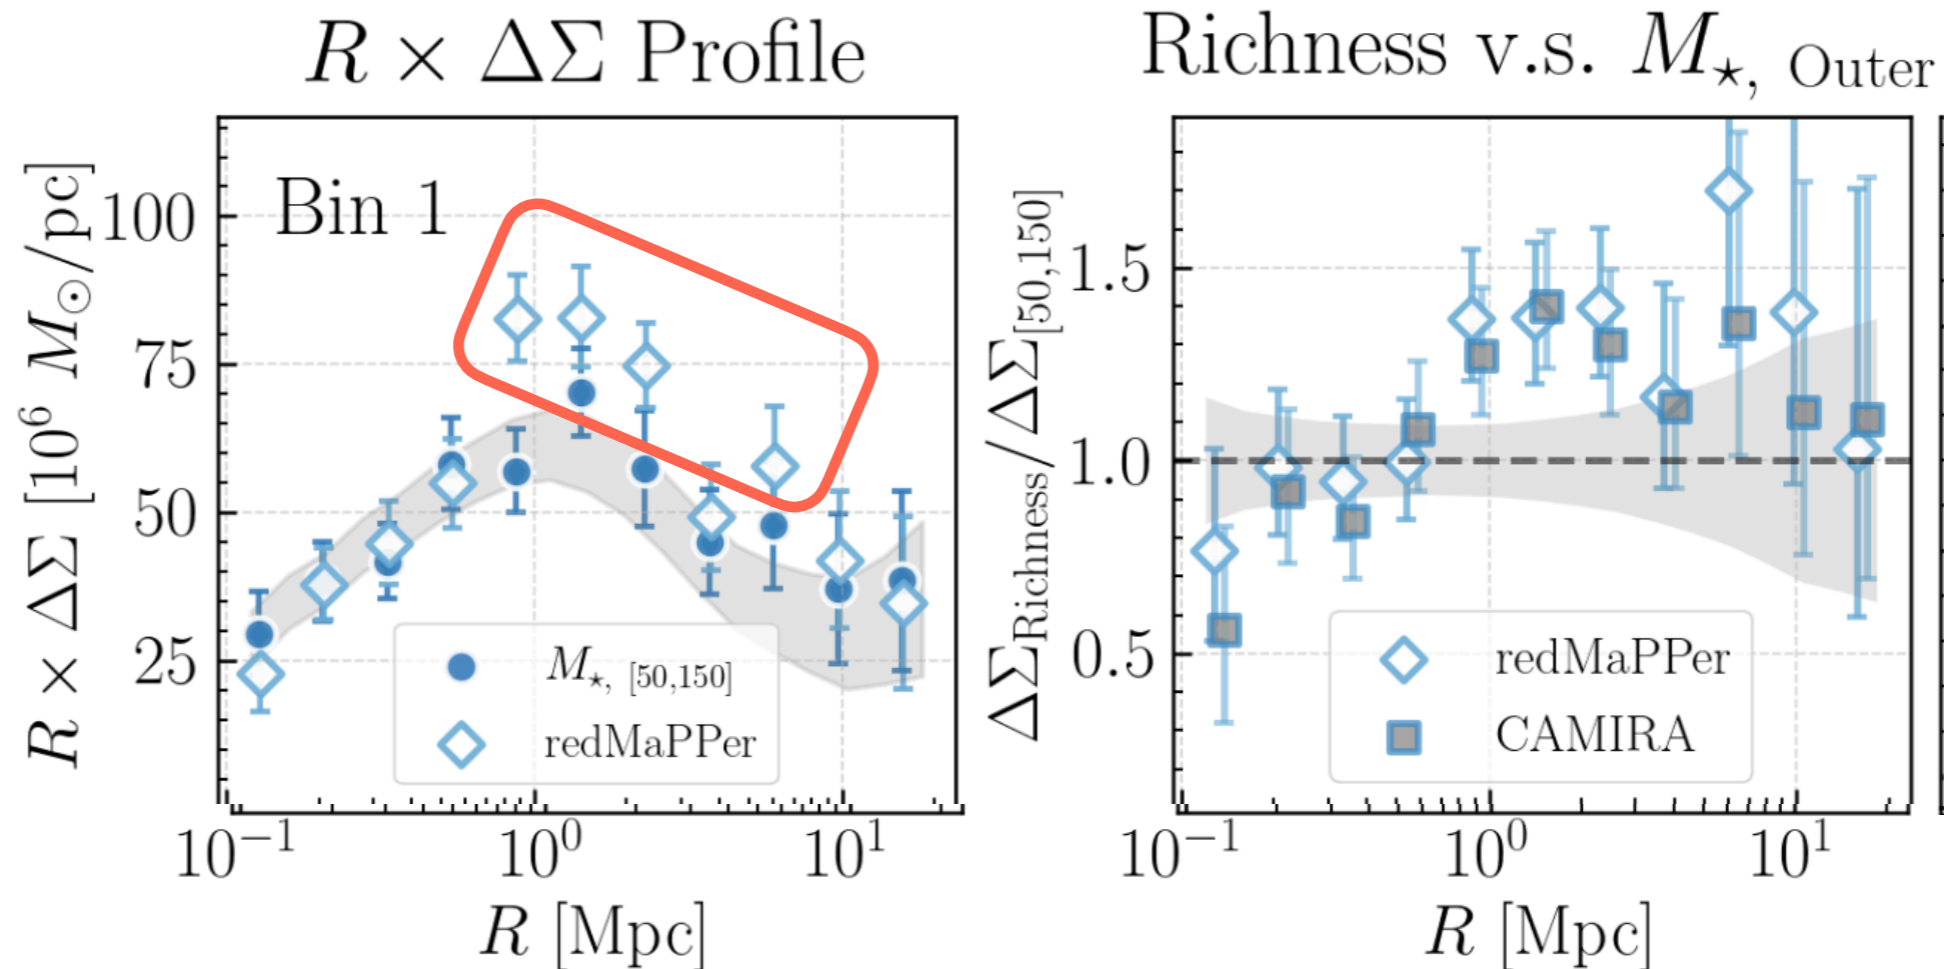 R × ΔΣ Profile
Bin 1
R × ΔΣ [10⁶ M⊙/pc]
100
75
50
25
M⋆, [50,150]
redMaPPer
10⁻¹
10⁰
10¹
R [Mpc]
Richness v.s. M⋆, Outer
ΔΣRichness/ΔΣ[50,150]
1.5
1.0
0.5
redMaPPer
CAMIRA
10⁻¹
10⁰
10¹
R [Mpc]